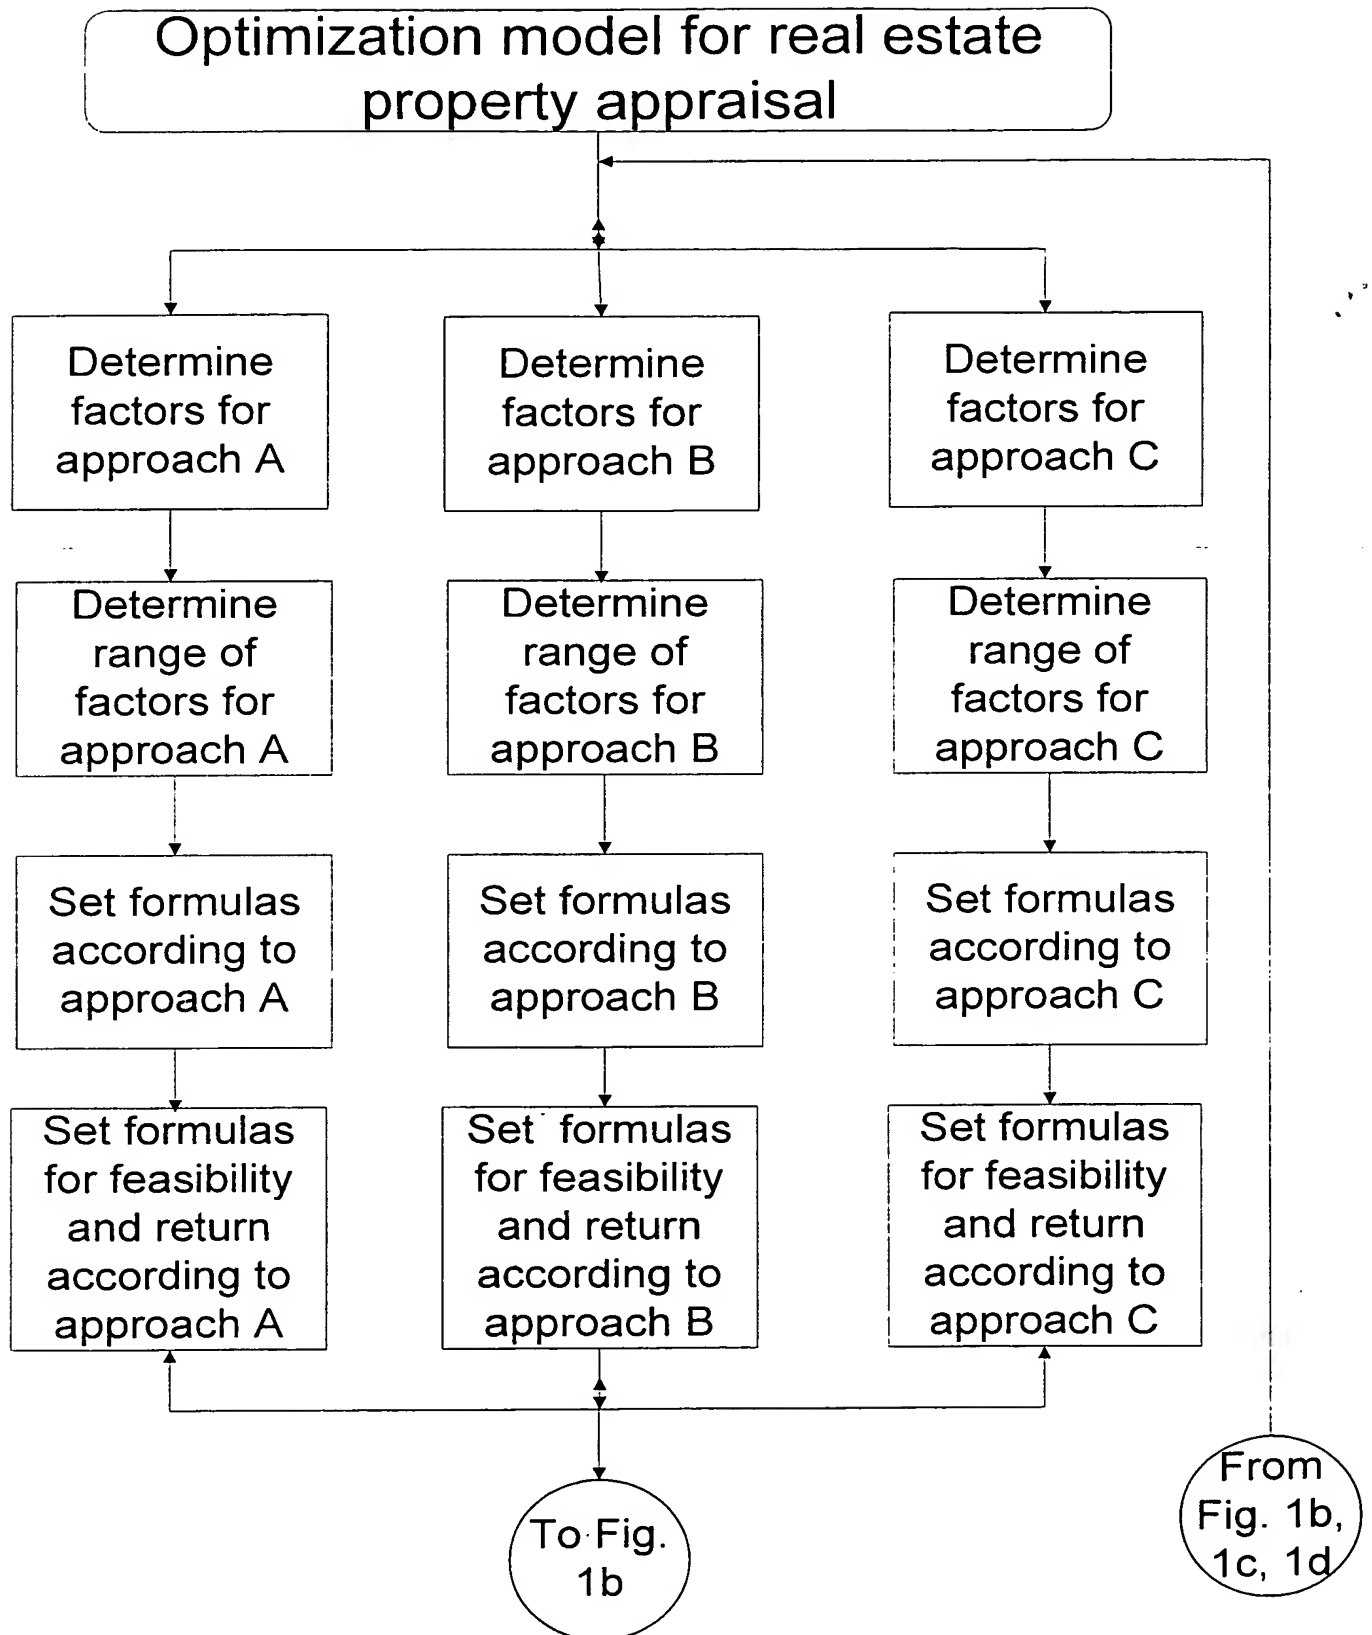 Optimization model for real estate
property appraisal
Determine
factors for
approach A
Determine
factors for
approach B
Determine
factors for
approach C
Determine
range of
factors for
approach A
Determine
range of
factors for
approach B
Determine
range of
factors for
approach C
Set formulas
according to
approach A
Set formulas
according to
approach B
Set formulas
according to
approach C
Set formulas
for feasibility
and return
according to
approach A
Set formulas
for feasibility
and return
according to
approach B
Set formulas
for feasibility
and return
according to
approach C
To Fig.
1b
From
Fig. 1b,
1c, 1d